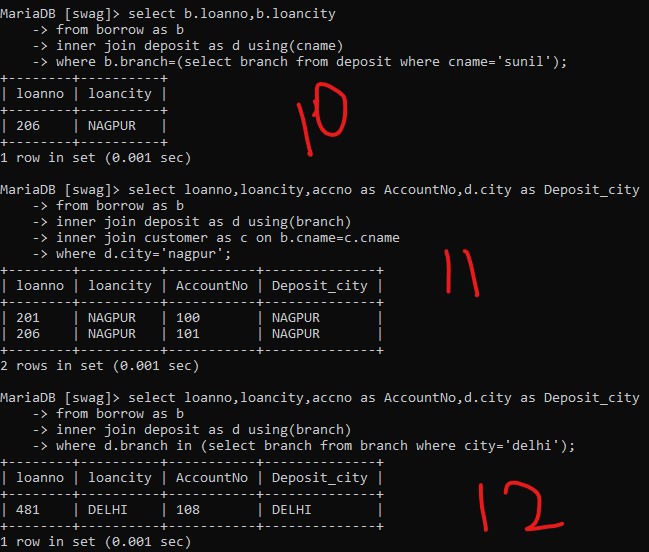 MariaDB [swag]> select b.loanno,b.loancity
    -> from borrow as b
    -> inner join deposit as d using(cname)
    -> where b.branch=(select branch from deposit where cname='sunil');
+--------+----------+
| loanno | loancity |
+--------+----------+
| 206    | NAGPUR   |
+--------+----------+
1 row in set (0.001 sec)
10
MariaDB [swag]> select loanno,loancity,accno as AccountNo,d.city as Deposit_city
    -> from borrow as b
    -> inner join deposit as d using(branch)
    -> inner join customer as c on b.cname=c.cname
    -> where d.city='nagpur';
+--------+----------+-----------+--------------+
| loanno | loancity | AccountNo | Deposit_city |
+--------+----------+-----------+--------------+
| 201    | NAGPUR   | 100       | NAGPUR       |
| 206    | NAGPUR   | 101       | NAGPUR       |
+--------+----------+-----------+--------------+
2 rows in set (0.001 sec)
11
MariaDB [swag]> select loanno,loancity,accno as AccountNo,d.city as Deposit_city
    -> from borrow as b
    -> inner join deposit as d using(branch)
    -> where d.branch in (select branch from branch where city='delhi');
+--------+----------+-----------+--------------+
| loanno | loancity | AccountNo | Deposit_city |
+--------+----------+-----------+--------------+
| 481    | DELHI    | 108       | DELHI        |
+--------+----------+-----------+--------------+
1 row in set (0.001 sec)
12